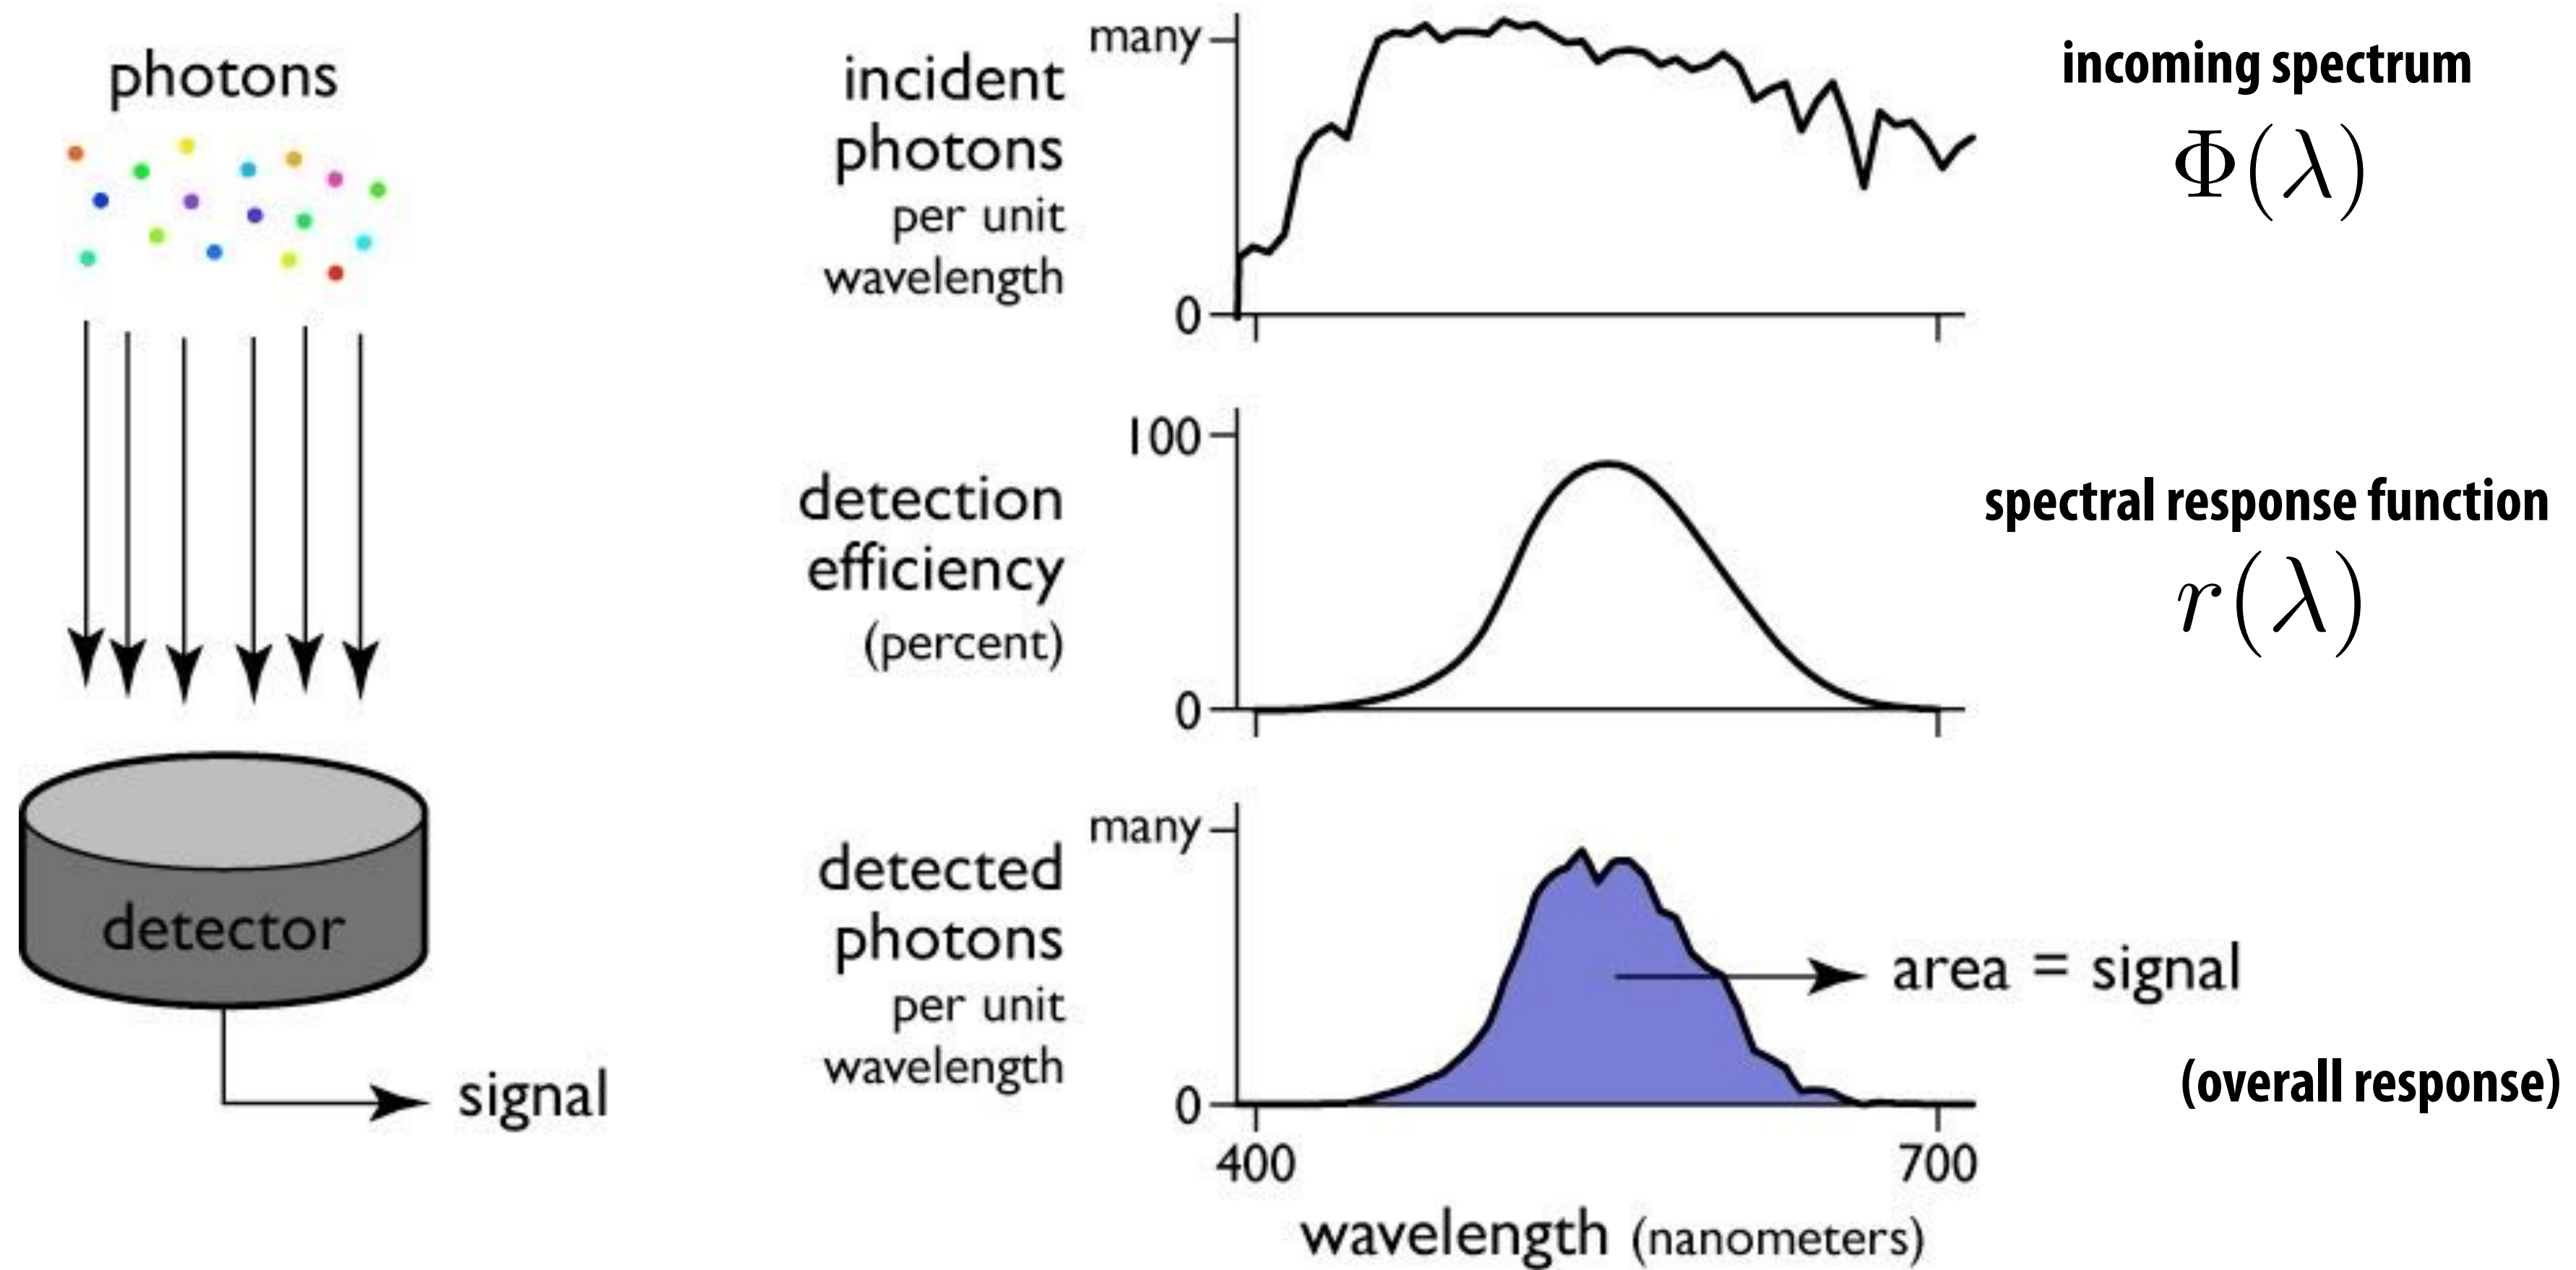 photons
detector
signal
incident
photons
per unit
wavelength
many
0
incoming spectrum
Φ(λ)
detection
efficiency
(percent)
100
0
spectral response function
r(λ)
detected
photons
per unit
wavelength
many
0
area = signal
(overall response)
400
700
wavelength (nanometers)